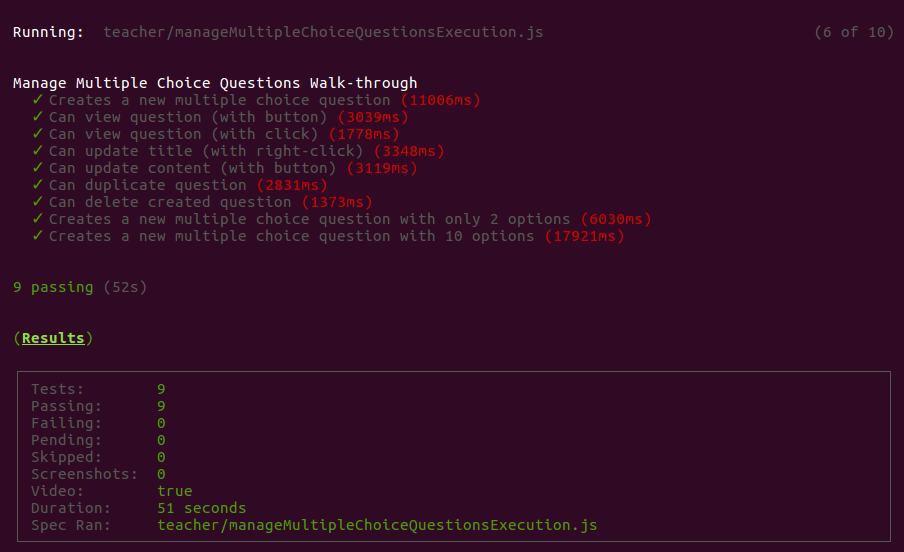 Running:  teacher/manageMultipleChoiceQuestionsExecution.js (6 of 10)
Manage Multiple Choice Questions Walk-through
✓ Creates a new multiple choice question (11006ms)
✓ Can view question (with button) (3039ms)
✓ Can view question (with click) (1778ms)
✓ Can update title (with right-click) (3348ms)
✓ Can update content (with button) (3119ms)
✓ Can duplicate question (2831ms)
✓ Can delete created question (1373ms)
✓ Creates a new multiple choice question with only 2 options (6030ms)
✓ Creates a new multiple choice question with 10 options (17921ms)
9 passing (52s)
(Results)
Tests: 9
Passing: 9
Failing: 0
Pending: 0
Skipped: 0
Screenshots: 0
Video: true
Duration: 51 seconds
Spec Ran: teacher/manageMultipleChoiceQuestionsExecution.js